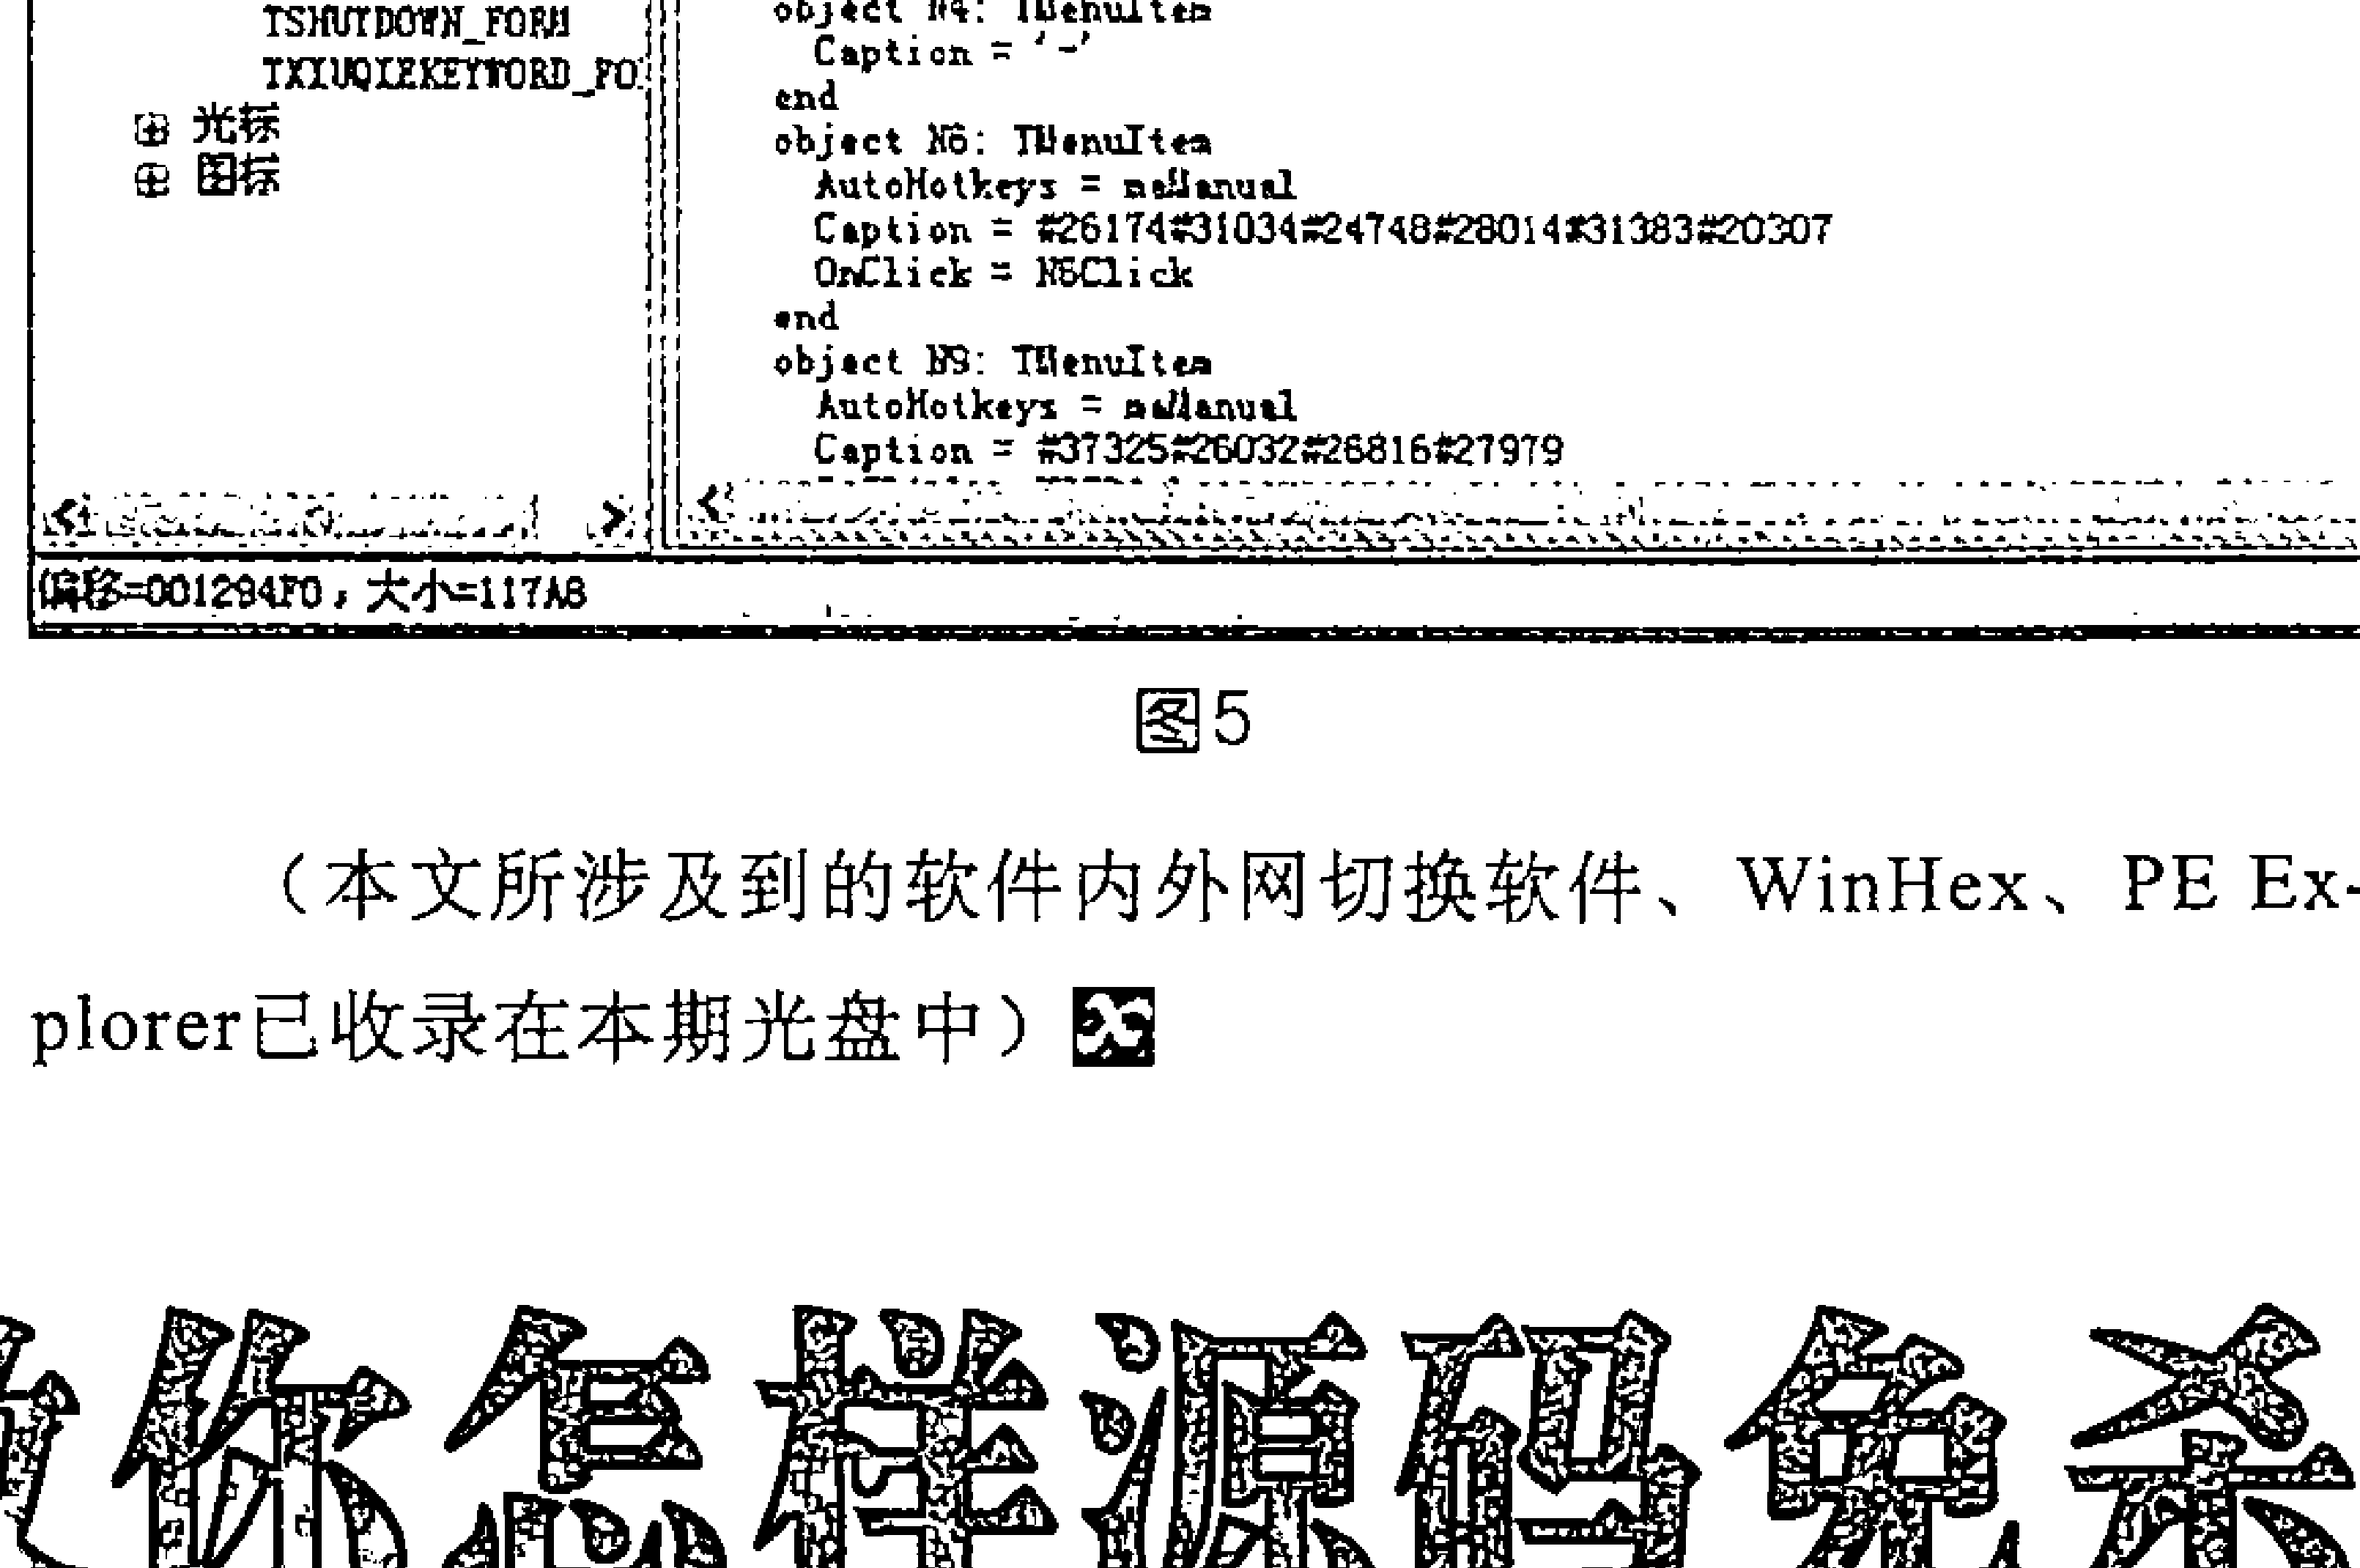 TSHUTDOWN_FORM
TXIUQIEKEYWORD_FO
光标
图标
object N4: TMenuItem
Caption = '-'
end
object N6: TMenuItem
AutoHotkeys = maManual
Caption = #26174#31034#24748#28014#31383#20307
OnClick = N6Click
end
object N9: TMenuItem
AutoHotkeys = maManual
Caption = #37325#26032#26816#27979
偏移=001294F0, 大小=117A8
图5
（本文所涉及到的软件内外网切换软件、WinHex、PE Ex-
plorer已收录在本期光盘中）
你怎样源码免杀